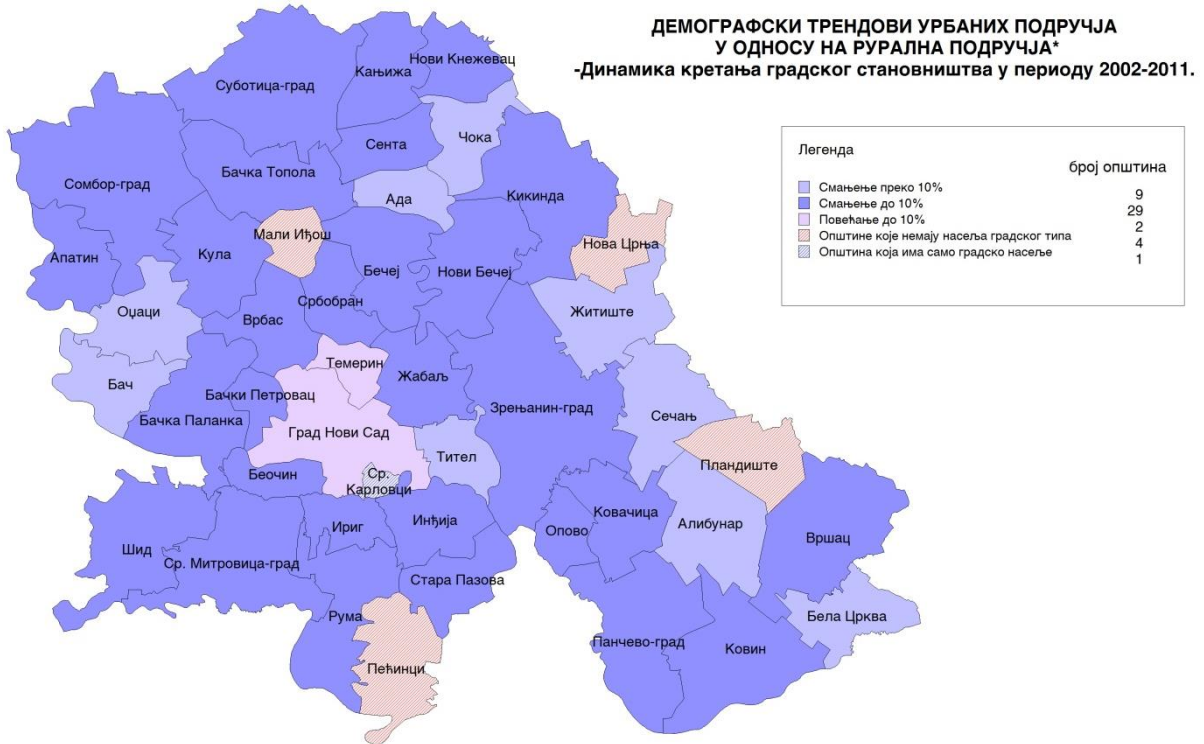 ДЕМОГРАФСКИ ТРЕНДОВИ УРБАНИХ ПОДРУЧЈА
У ОДНОСУ НА РУРАЛНА ПОДРУЧЈА*
-Динамика кретања градског становништва у периоду 2002-2011.
Легенда
број општина
Смањење преко 10% 9
Смањење до 10% 29
Повећање до 10% 2
Општине које немају насеља градског типа 4
Општина која има само градско насеље 1
Суботица-град
Кањижа
Нови Кнежевац
Сента
Чока
Сомбор-град
Бачка Топола
Ада
Кикинда
Мали Иђош
Нова Црња
Апатин
Кула
Бечеј
Нови Бечеј
Србобран
Оџаци
Врбас
Житиште
Темерин
Жабаљ
Бач
Бачки Петровац
Бачка Паланка
Зрењанин-град
Сечањ
Град Нови Сад
Тител
Пландиште
Беочин
Ср.
Карловци
Ириг
Инђија
Опово
Ковачица
Алибунар
Вршац
Шид
Ср. Митровица-град
Стара Пазова
Рума
Бела Црква
Панчево-град
Ковин
Пећинци